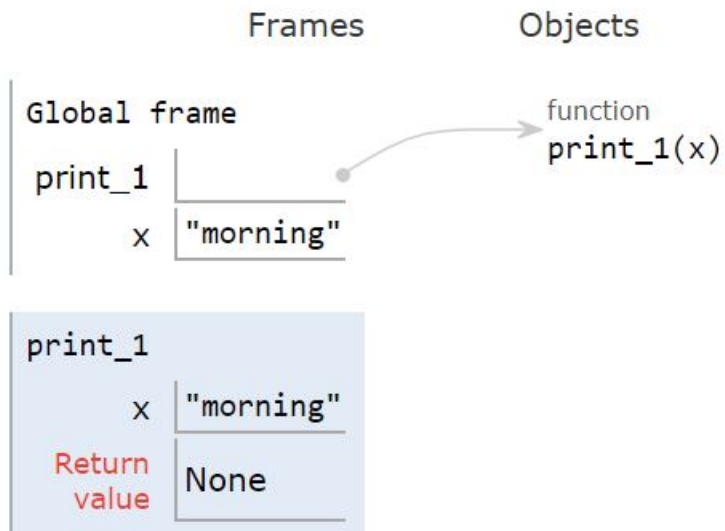 Frames Objects
Global frame
function
print_1(x)
print_1
x "morning"
print_1
x "morning"
Return
value None